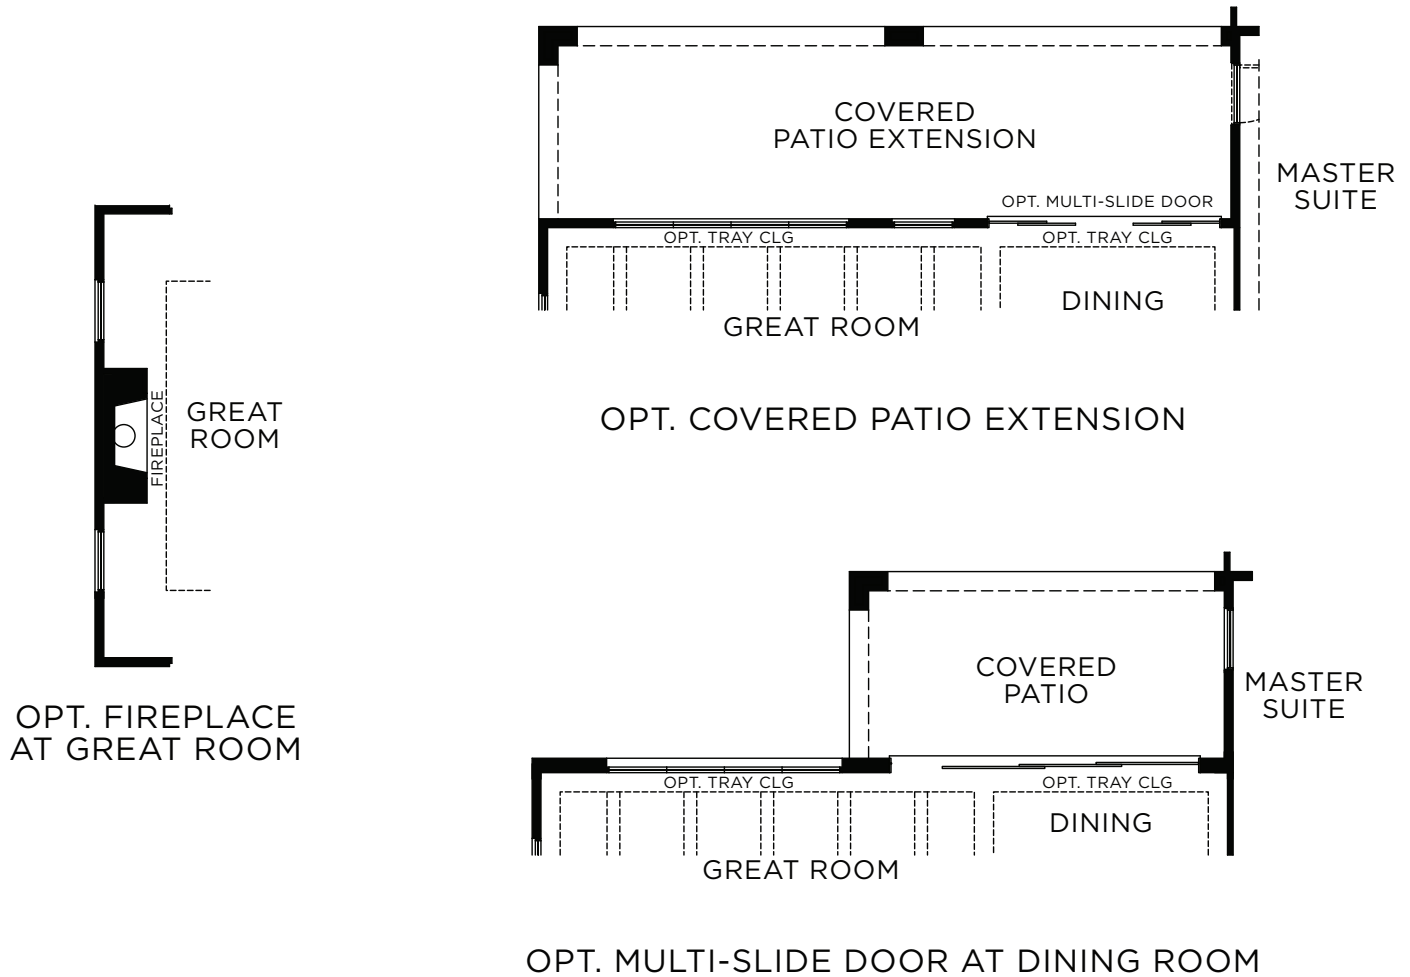 COVERED
PATIO EXTENSION
MASTER
SUITE
OPT. MULTI-SLIDE DOOR
OPT. TRAY CLG
OPT. TRAY CLG
DINING
GREAT ROOM
OPT. COVERED PATIO EXTENSION
FIREPLACE
GREAT
ROOM
OPT. FIREPLACE
AT GREAT ROOM
COVERED
PATIO
MASTER
SUITE
OPT. TRAY CLG
OPT. TRAY CLG
DINING
GREAT ROOM
OPT. MULTI-SLIDE DOOR AT DINING ROOM